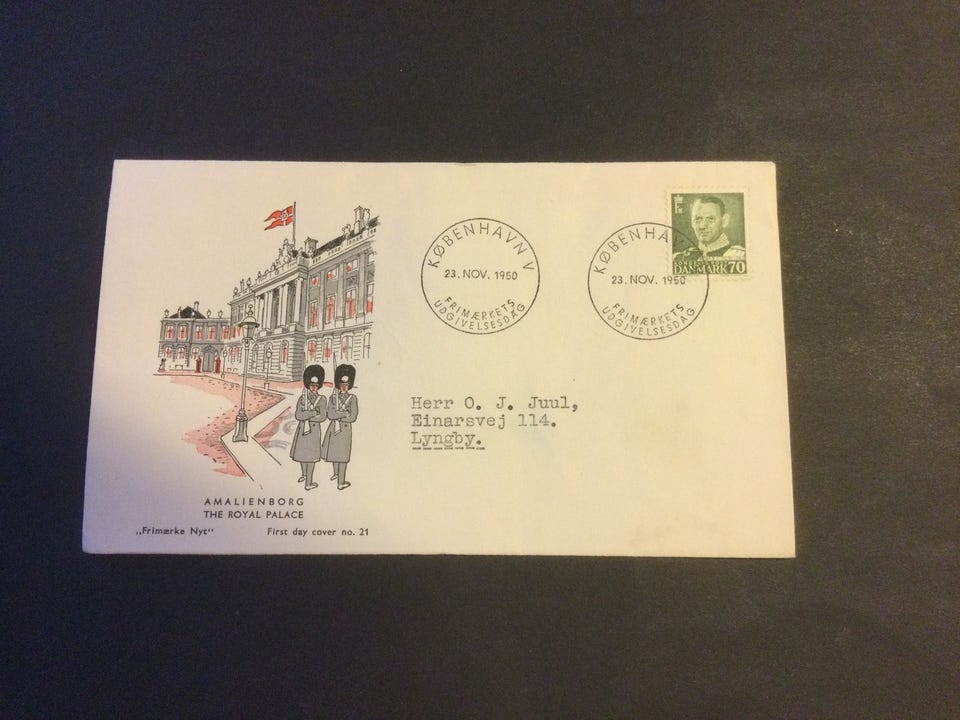 KØBENHAVN V
23. NOV. 1950
FRIMÆRKETS
UDGIVELSESDAG
KØBENHAVN
23. NOV. 1950
FRIMÆRKETS
UDGIVELSESDAG
DANMARK 70
Herr O. J. Juul,
Einarsvej 114.
Lyngby.
AMALIENBORG
THE ROYAL PALACE
„Frimærke Nyt“ First day cover no. 21